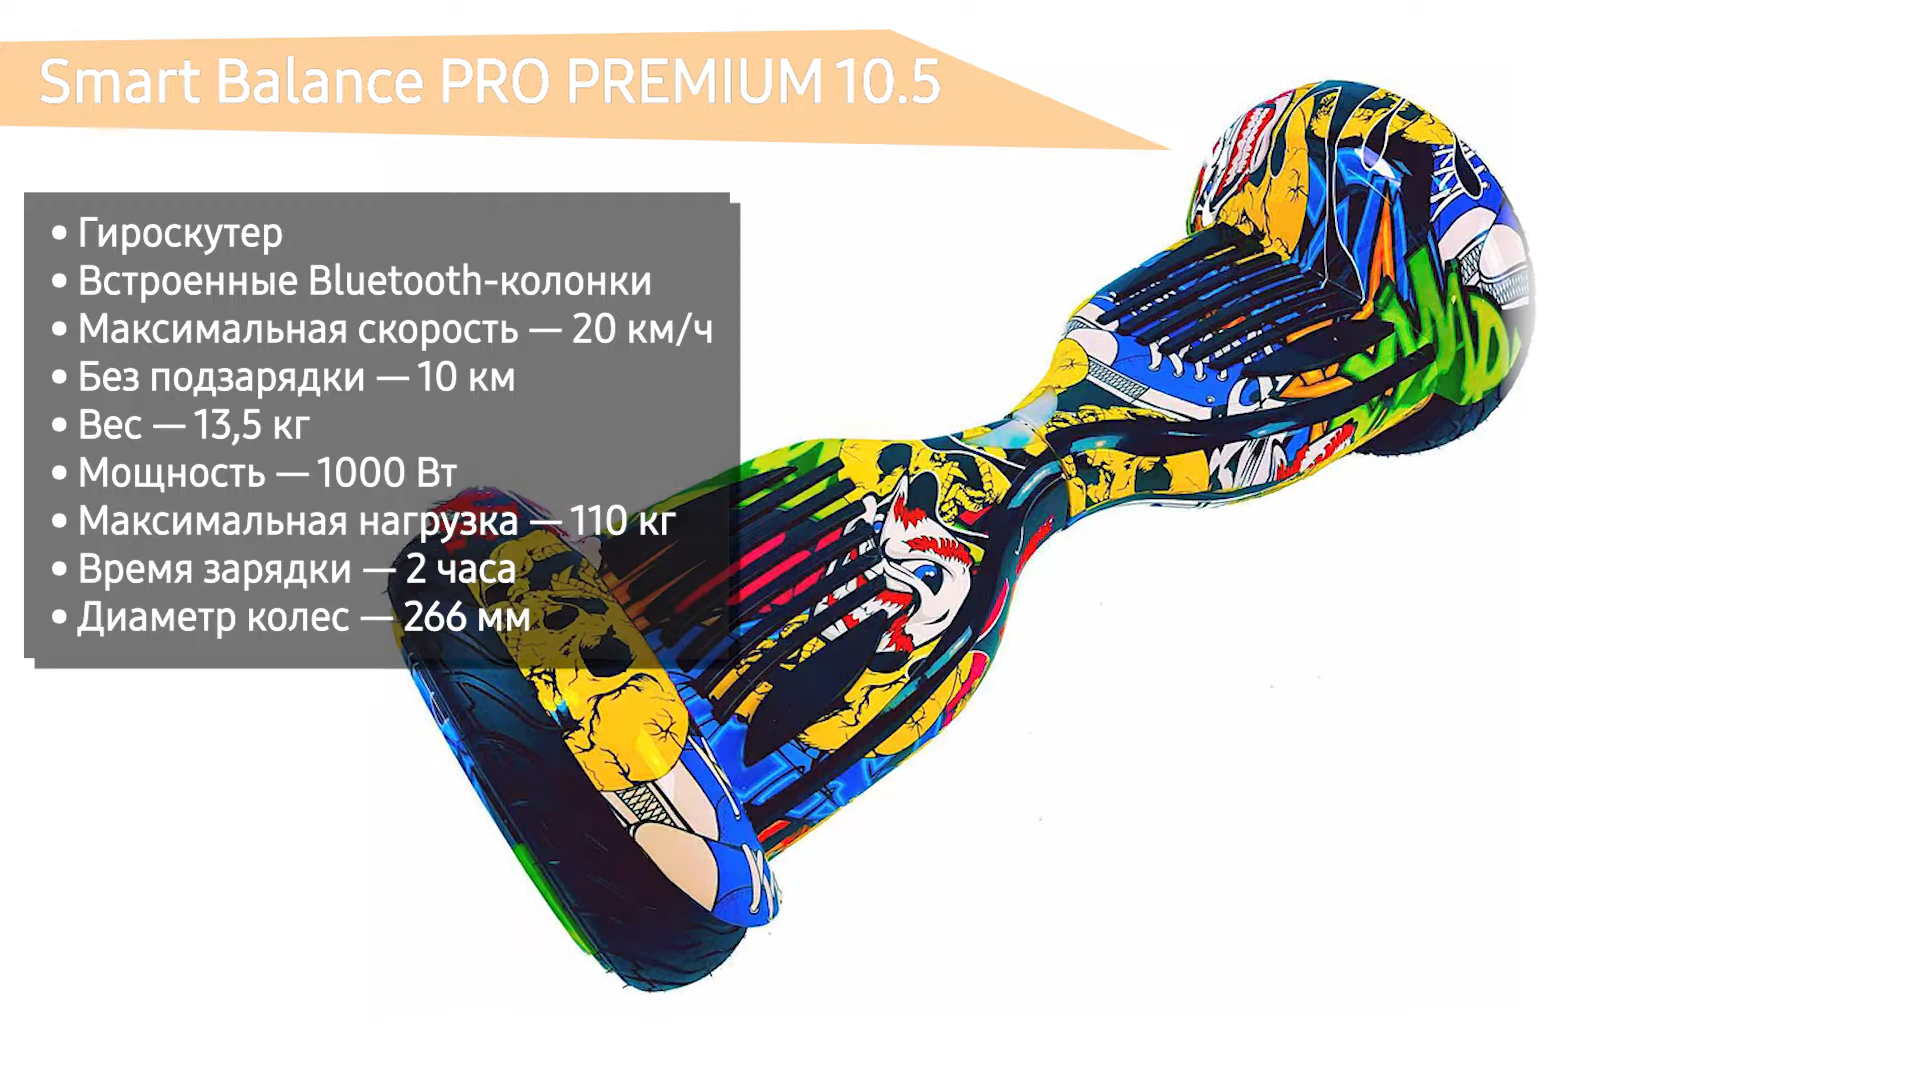 Smart Balance PRO PREMIUM 10.5
• Гироскутер
• Встроенные Bluetooth-колонки
• Максимальная скорость — 20 км/ч
• Без подзарядки — 10 км
• Вес — 13,5 кг
• Мощность — 1000 Вт
• Максимальная нагрузка — 110 кг
• Время зарядки — 2 часа
• Диаметр колес — 266 мм